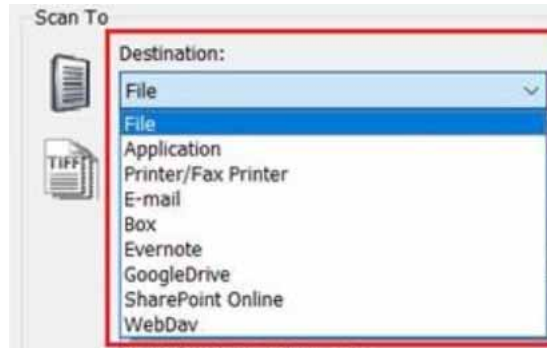 Scan To
Destination:
File
File
Application
TIFF
Printer/Fax Printer
E-mail
Box
Evernote
GoogleDrive
SharePoint Online
WebDav